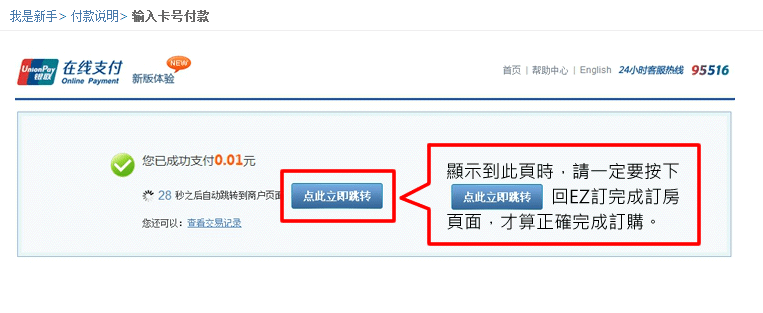 我是新手> 付款说明> 输入卡号付款
UnionPay 银联 在线支付 Online Payment 新版体验 NEW
首页 | 帮助中心 | English 24小时客服热线 95516
您已成功支付0.01元
28 秒之后自动跳转到商户页面 点此立即跳转
您还可以：查看交易记录
顯示到此頁時，請一定要按下
点此立即跳转 回EZ訂完成訂房
頁面，才算正確完成訂購。